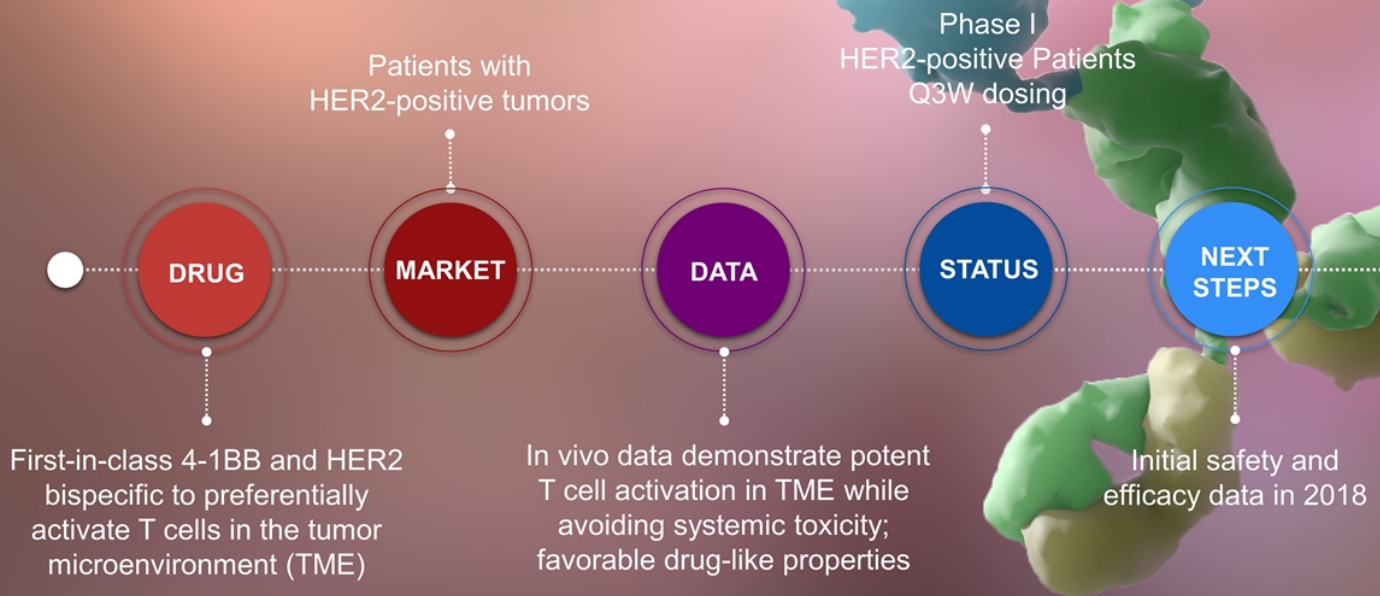 DRUG
First-in-class 4-1BB and HER2
bispecific to preferentially
activate T cells in the tumor
microenvironment (TME)
Patients with
HER2-positive tumors
MARKET
DATA
In vivo data demonstrate potent
T cell activation in TME while
avoiding systemic toxicity;
favorable drug-like properties
Phase I
HER2-positive Patients
Q3W dosing
STATUS
NEXT
STEPS
Initial safety and
efficacy data in 2018